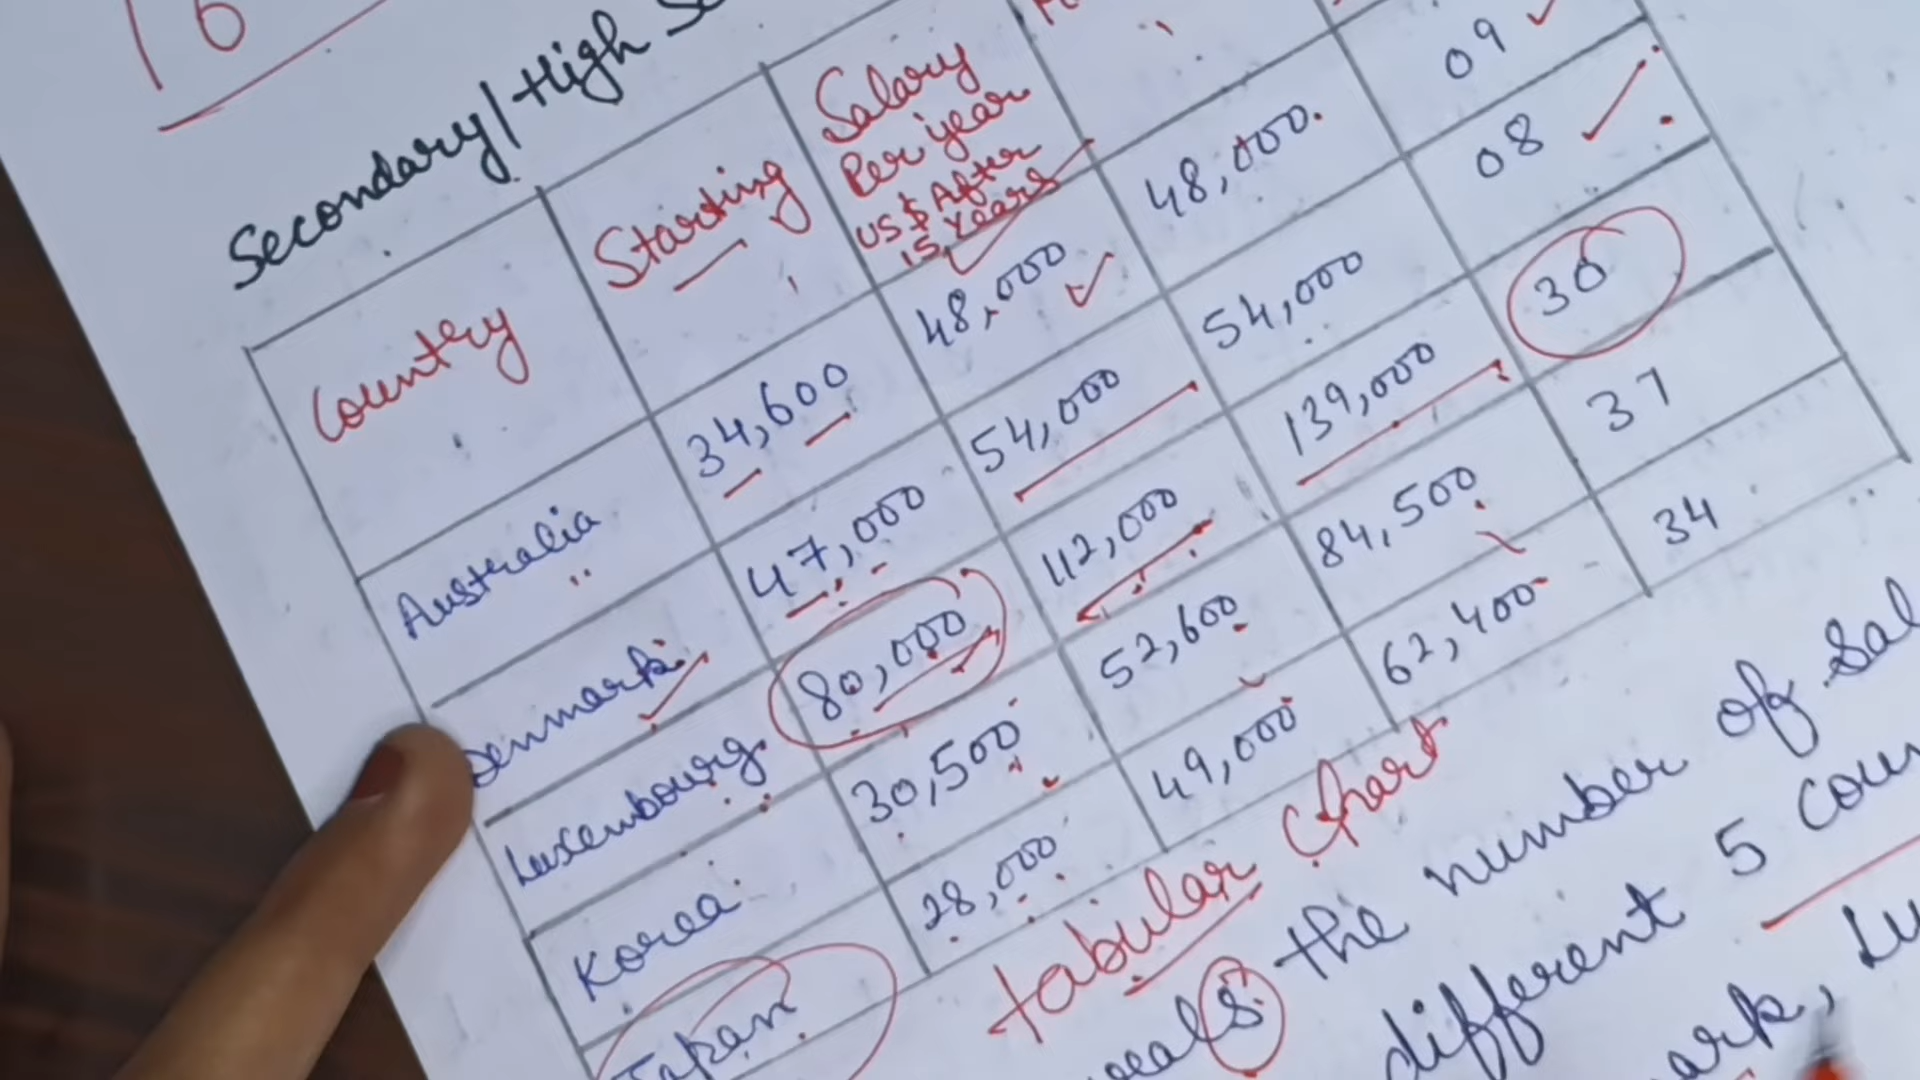 16
Secondary/High
Country Starting Salary
Per year
US $ After
15 Years
Australia 34,600 48,000 48,000. 09
Denmark 47,000 54,000 54,000 08
Luxembourg 80,000 112,000 139,000 30
Korea 30,500 52,600 84,500 37
Japan 28,000 49,000 62,400 34
tabular Chart
the number of
different 5